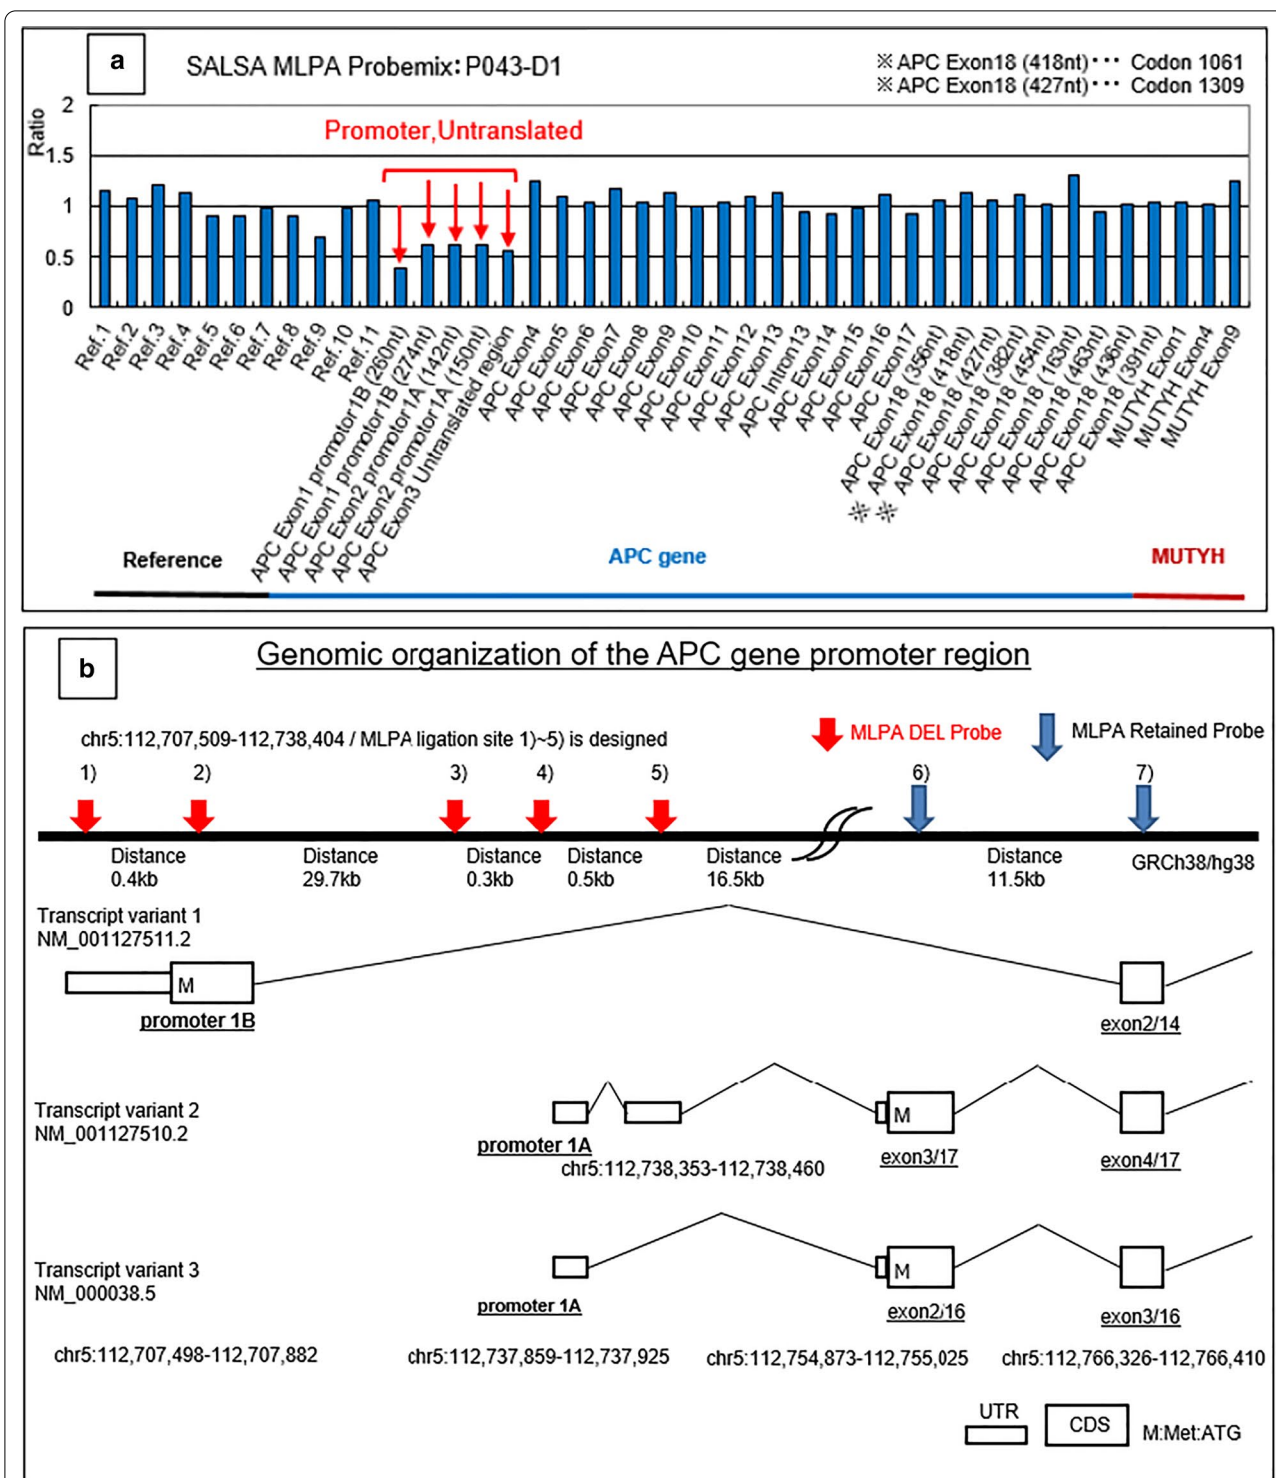 a
SALSA MLPA Probemix:P043-D1
※APC Exon18 (418nt)・・・ Codon 1061
※APC Exon18 (427nt)・・・ Codon 1309
Ratio
2
1.5
1
0.5
0
Promoter,Untranslated
Ref.1
Ref.2
Ref.3
Ref.4
Ref.5
Ref.6
Ref.7
Ref.8
Ref.9
Ref.10
Ref.11
APC Exon1 promotor1B (260nt)
APC Exon1 promotor1B (274nt)
APC Exon2 promotor1A (142nt)
APC Exon2 promotor1A (150nt)
APC Exon3 Untranslated region
APC Exon4
APC Exon5
APC Exon6
APC Exon7
APC Exon8
APC Exon9
APC Exon10
APC Exon11
APC Exon12
APC Exon13
APC Intron13
APC Exon14
APC Exon15
APC Exon16
APC Exon17
APC Exon18 (356nt)
※ APC Exon18 (418nt)
※ APC Exon18 (427nt)
APC Exon18 (382nt)
APC Exon18 (454nt)
APC Exon18 (163nt)
APC Exon18 (463nt)
APC Exon18 (436nt)
APC Exon18 (391nt)
MUTYH Exon1
MUTYH Exon4
MUTYH Exon9
Reference
APC gene
MUTYH
b
Genomic organization of the APC gene promoter region
chr5:112,707,509-112,738,404 / MLPA ligation site 1)~5) is designed
MLPA DEL Probe
MLPA Retained Probe
1)
2)
3)
4)
5)
6)
7)
Distance
0.4kb
Distance
29.7kb
Distance
0.3kb
Distance
0.5kb
Distance
16.5kb
Distance
11.5kb
GRCh38/hg38
Transcript variant 1
NM_001127511.2
M
promoter 1B
exon2/14
Transcript variant 2
NM_001127510.2
promoter 1A
chr5:112,738,353-112,738,460
M
exon3/17
exon4/17
Transcript variant 3
NM_000038.5
promoter 1A
M
exon2/16
exon3/16
chr5:112,707,498-112,707,882
chr5:112,737,859-112,737,925
chr5:112,754,873-112,755,025
chr5:112,766,326-112,766,410
UTR
CDS
M:Met:ATG